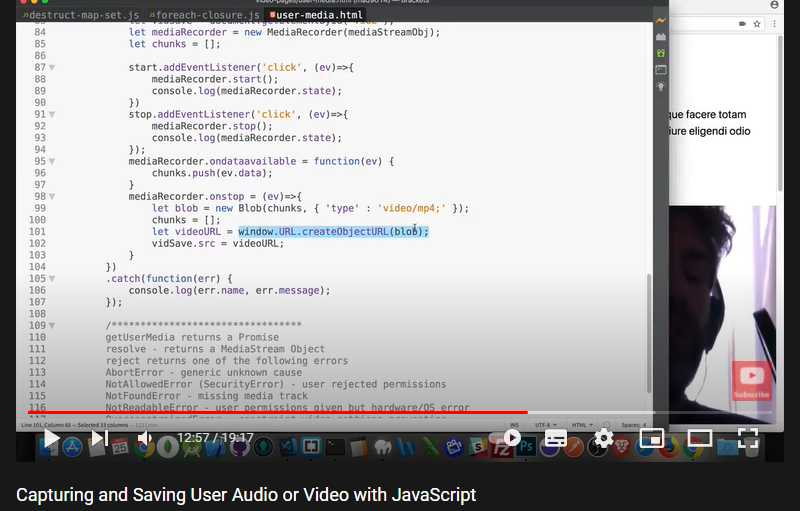 video-pages/user-media.html (mad9014) — Brackets
destruct-map-set.js foreach-closure.js user-media.html
84 let mediaRecorder = new MediaRecorder(mediaStreamObj);
85 let chunks = [];
86
87 start.addEventListener('click', (ev)=>{
88 mediaRecorder.start();
89 console.log(mediaRecorder.state);
90 })
91 stop.addEventListener('click', (ev)=>{
92 mediaRecorder.stop();
93 console.log(mediaRecorder.state);
94 });
95 mediaRecorder.ondataavailable = function(ev) {
96 chunks.push(ev.data);
97 }
98 mediaRecorder.onstop = (ev)=>{
99 let blob = new Blob(chunks, { 'type' : 'video/mp4;' });
100 chunks = [];
101 let videoURL = window.URL.createObjectURL(blob);
102 vidSave.src = videoURL;
103 }
104 })
105 .catch(function(err) {
106 console.log(err.name, err.message);
107 });
108
109 /********************************
110 getUserMedia returns a Promise
111 resolve - returns a MediaStream Object
112 reject returns one of the following errors
113 AbortError - generic unknown cause
114 NotAllowedError (SecurityError) - user rejected permissions
115 NotFoundError - missing media track
116 NotReadableError - user permissions given but hardware/OS error
que facere totam
iure eligendi odio
Subscribe
Line 101, Column 65 — Selected 33 columns — 122 Lines
INS UTF-8 HTML Spaces: 4
12:57 / 19:17
Capturing and Saving User Audio or Video with JavaScript